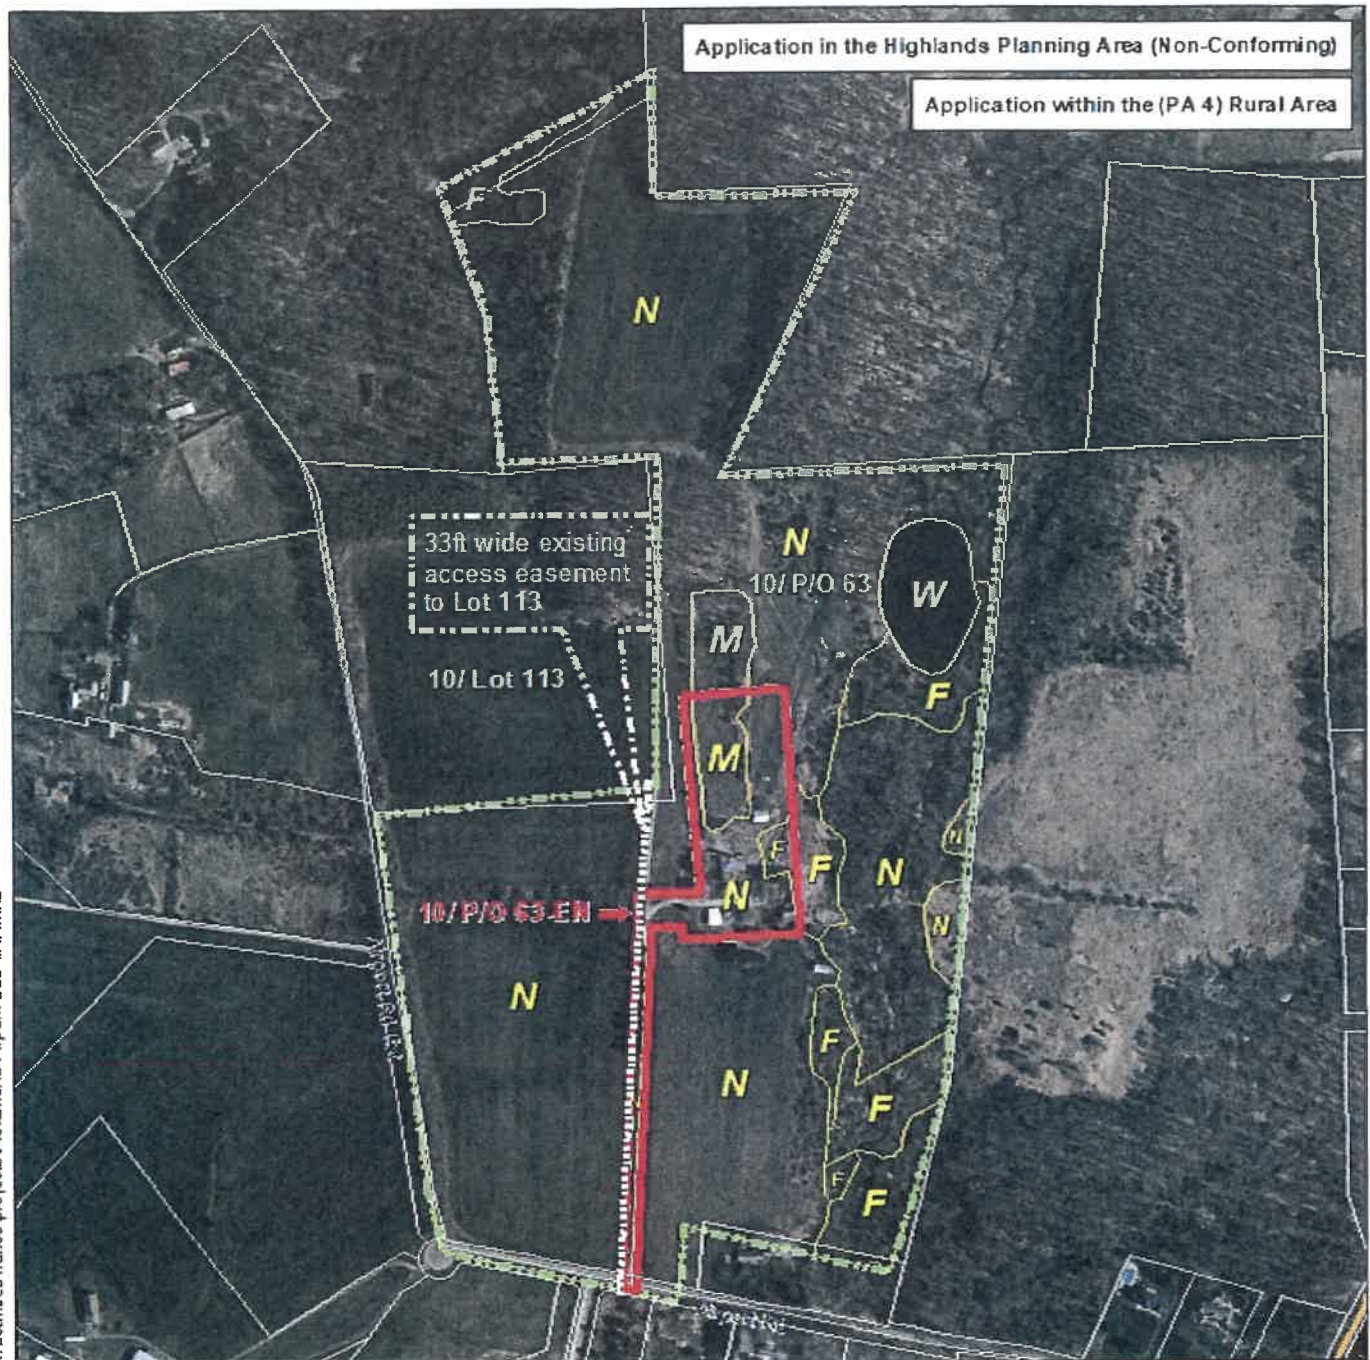 Application in the Highlands Planning Area (Non-Conforming)
Application within the (PA 4) Rural Area
F
N
33ft wide existing
access easement
to Lot 113
N
10/ P/O 63
W
M
10/ Lot 113
F
M
N
F
F
N
N
10/ P/O 63-EN
N
N
F
N
F
F
F